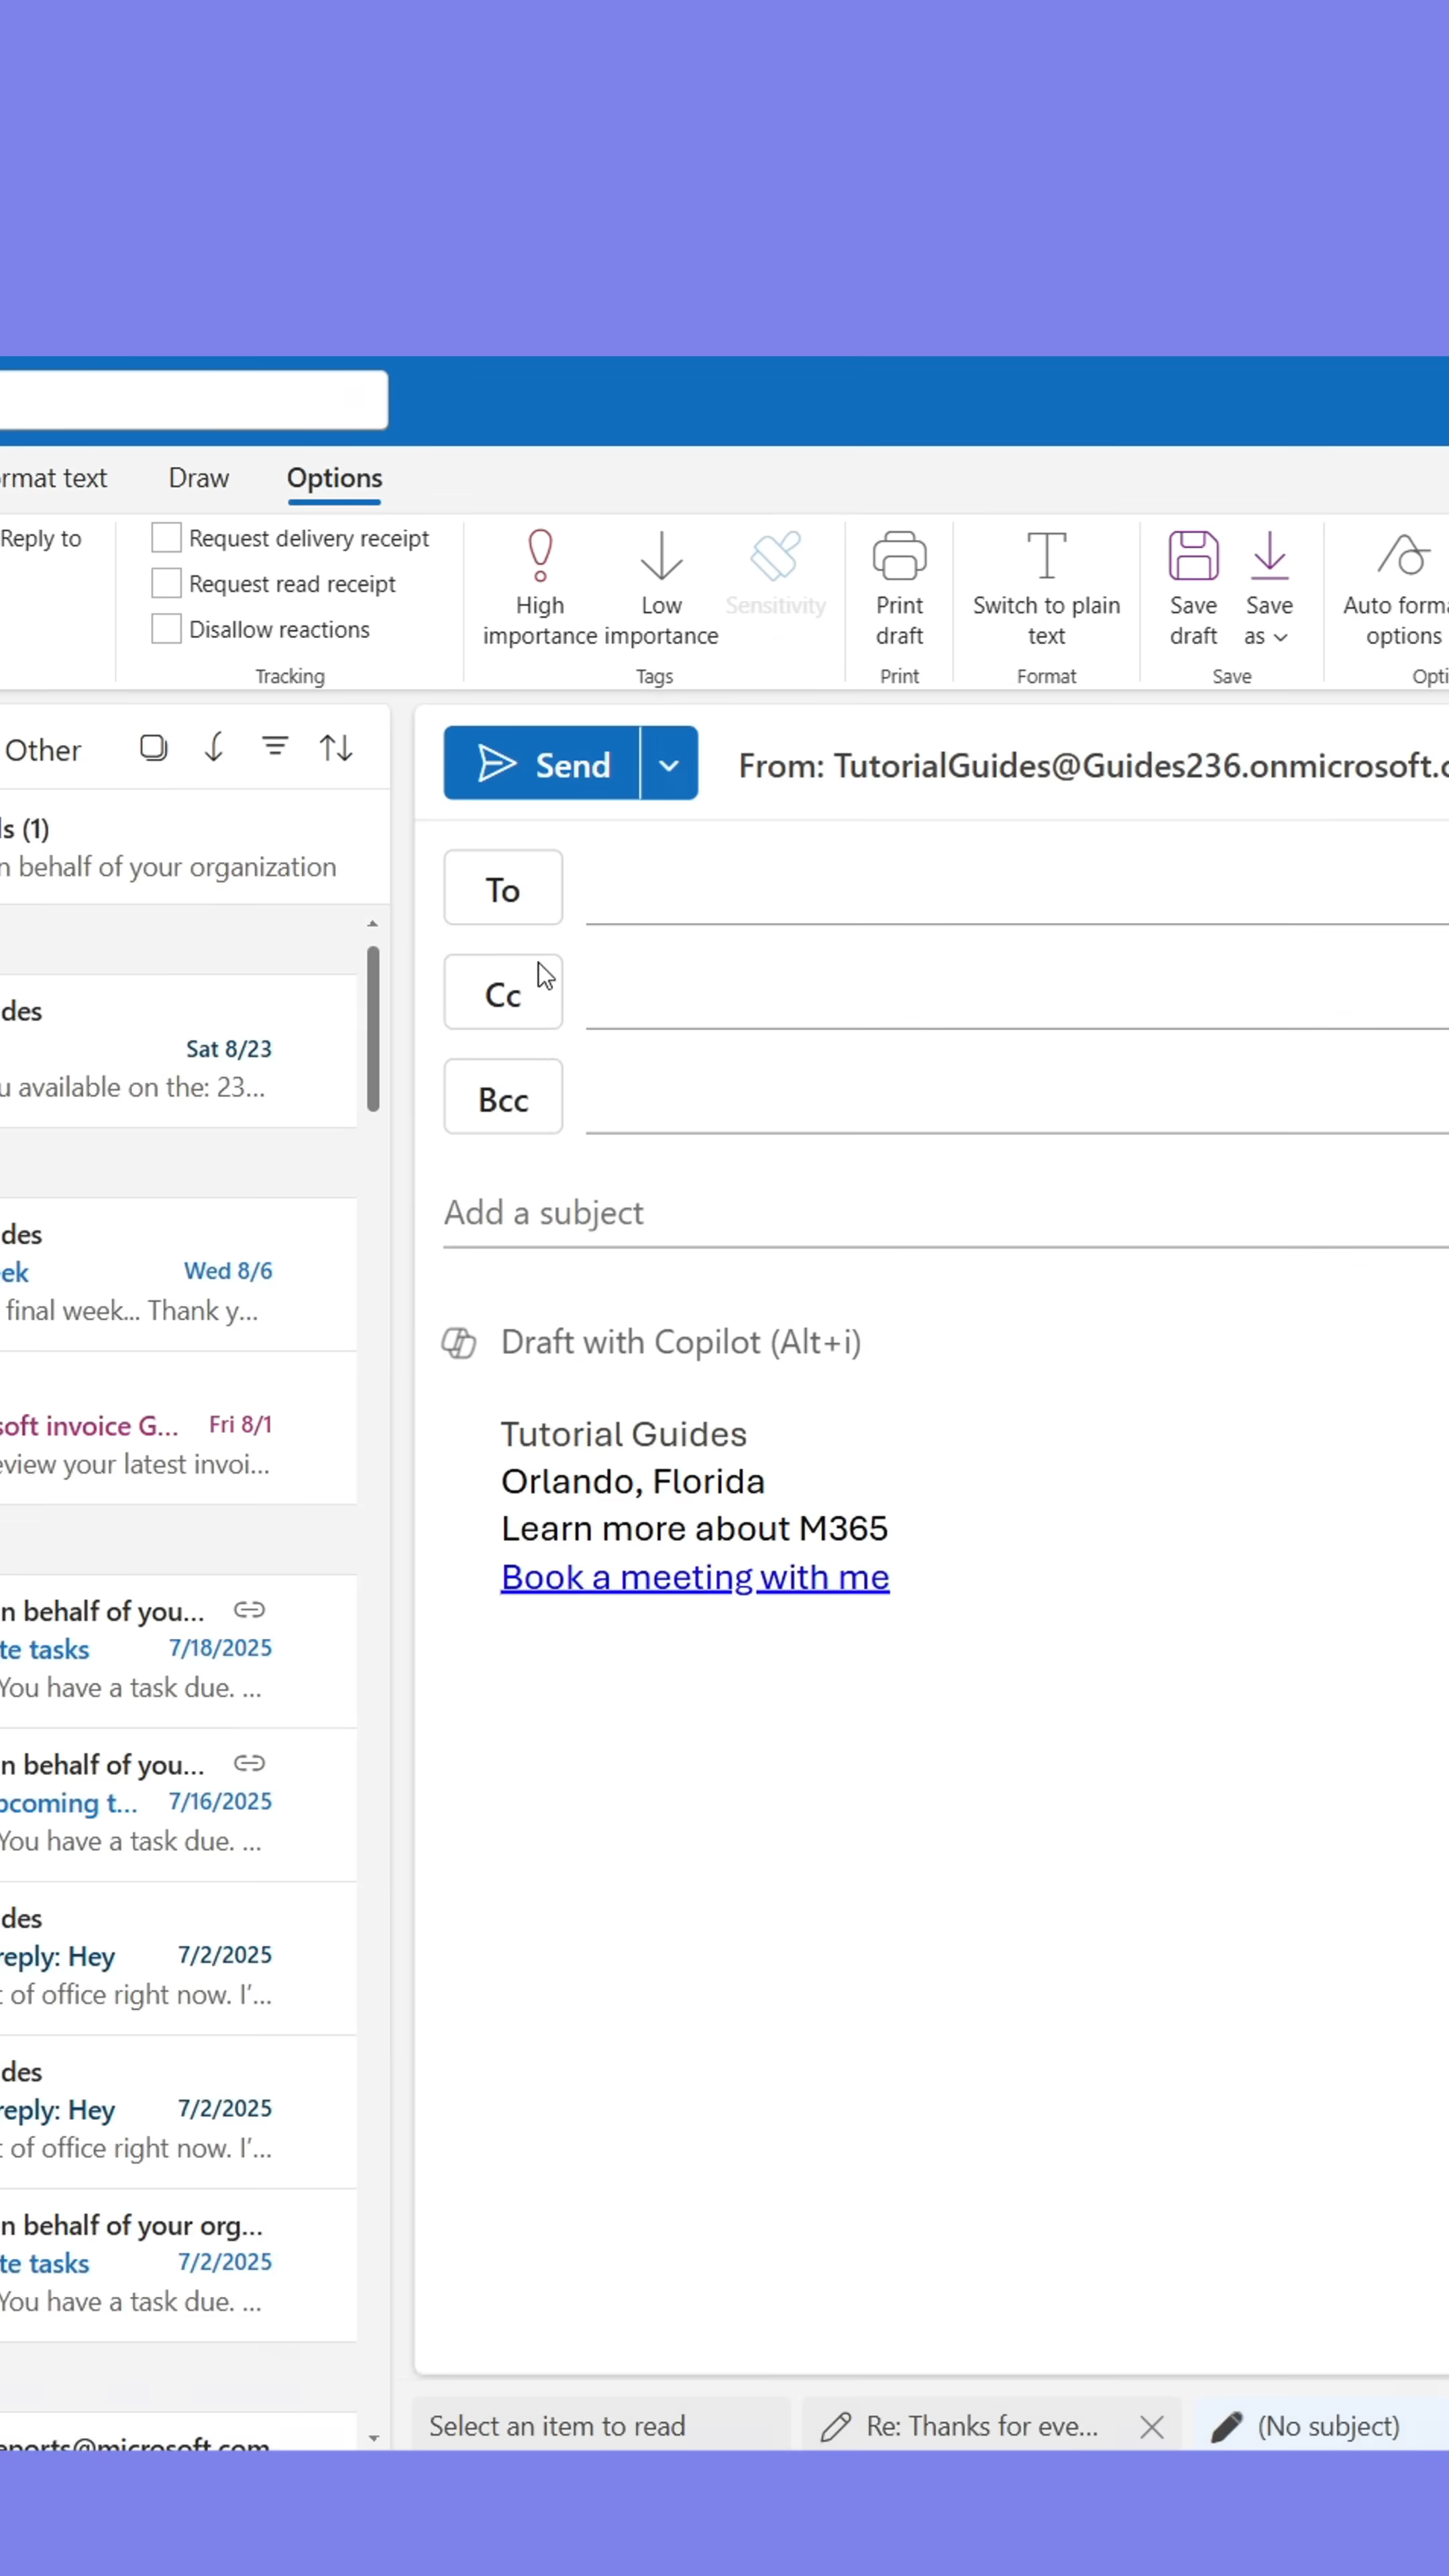 rmat text Draw Options
Reply to
Request delivery receipt
Request read receipt
Disallow reactions
Tracking
High importance
Low importance
Sensitivity
Tags
Print draft
Print
Switch to plain text
Format
Save draft
Save as
Save
Auto forma
options
Opti
Other
ls (1)
n behalf of your organization
des
Sat 8/23
u available on the: 23...
des
ek Wed 8/6
final week... Thank y...
soft invoice G... Fri 8/1
eview your latest invoi...
n behalf of you...
te tasks 7/18/2025
You have a task due. ...
n behalf of you...
pcoming t... 7/16/2025
You have a task due. ...
des
reply: Hey 7/2/2025
t of office right now. I'...
des
reply: Hey 7/2/2025
t of office right now. I'...
n behalf of your org...
te tasks 7/2/2025
You have a task due. ...
eports@microsoft.com
Send
From: TutorialGuides@Guides236.onmicrosoft.c
To
Cc
Bcc
Add a subject
Draft with Copilot (Alt+i)
Tutorial Guides
Orlando, Florida
Learn more about M365
Book a meeting with me
Select an item to read
Re: Thanks for eve...
(No subject)